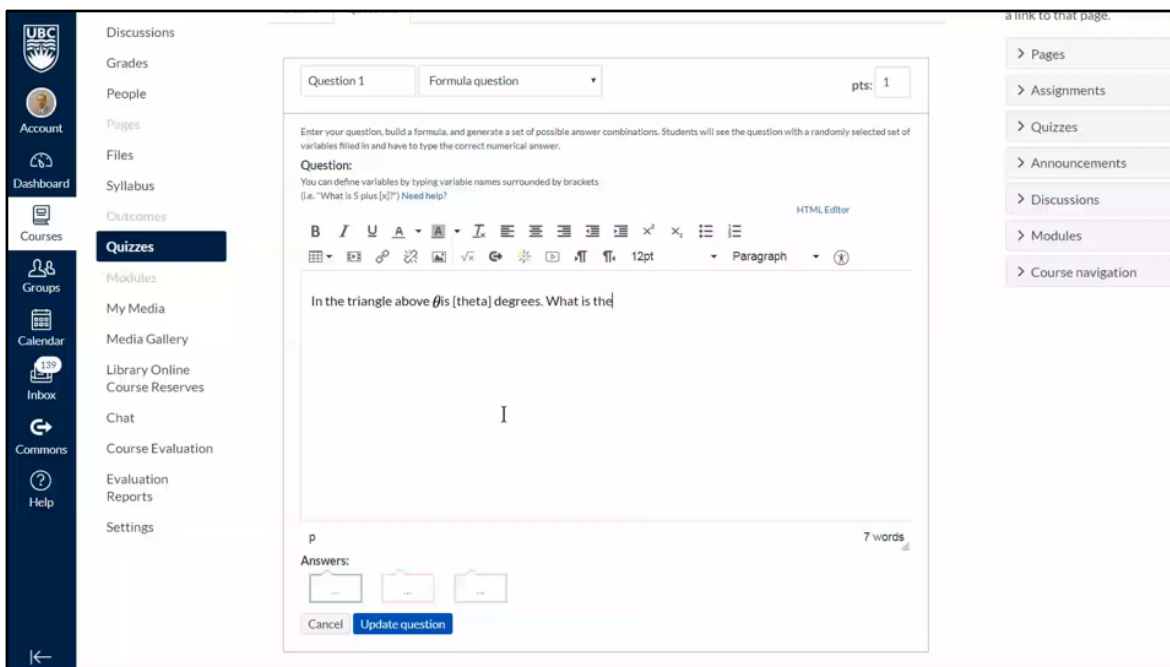 a link to that page.
UBC
Account
Dashboard
Courses
Groups
Calendar
139
Inbox
Commons
Help
Discussions
Grades
People
Pages
Files
Syllabus
Outcomes
Quizzes
Modules
My Media
Media Gallery
Library Online
Course Reserves
Chat
Course Evaluation
Evaluation
Reports
Settings
Question 1
Formula question
pts: 1
Enter your question, build a formula, and generate a set of possible answer combinations. Students will see the question with a randomly selected set of
variables filled in and have to type the correct numerical answer.
Question:
You can define variables by typing variable names surrounded by brackets
(i.e. "What is 5 plus [x]?") Need help?
HTML Editor
B I U A A
12pt Paragraph
In the triangle above θis [theta] degrees. What is the
p 7 words
Answers:
...
...
...
Cancel Update question
Pages
Assignments
Quizzes
Announcements
Discussions
Modules
Course navigation